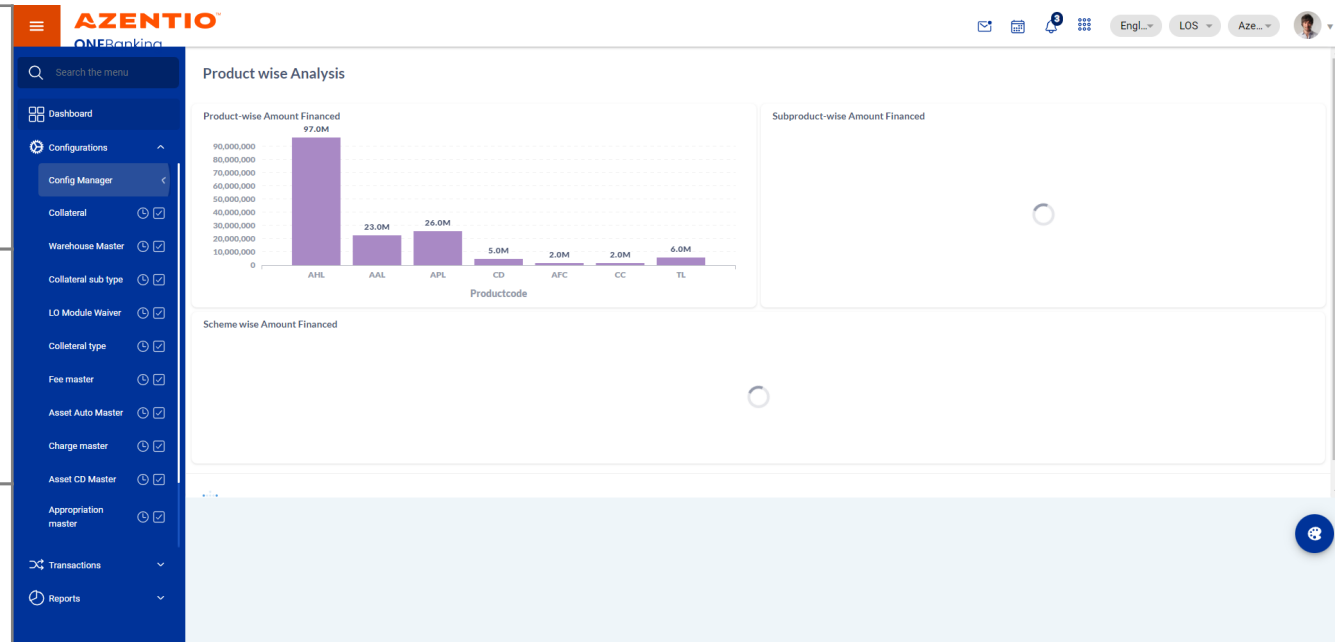 AZENTIO™
ONEBanking
3
Engl...
LOS
Aze...
Search the menu
Dashboard
Configurations
Config Manager
Collateral
Warehouse Master
Collateral sub type
LO Module Waiver
Colleteral type
Fee master
Asset Auto Master
Charge master
Asset CD Master
Appropriation
master
Transactions
Reports
Product wise Analysis
Product-wise Amount Financed
97.0M
90,000,000
80,000,000
70,000,000
60,000,000
50,000,000
40,000,000
30,000,000
20,000,000
10,000,000
0
23.0M
26.0M
5.0M
2.0M
2.0M
6.0M
AHL
AAL
APL
CD
AFC
CC
TL
Productcode
Subproduct-wise Amount Financed
Scheme wise Amount Financed